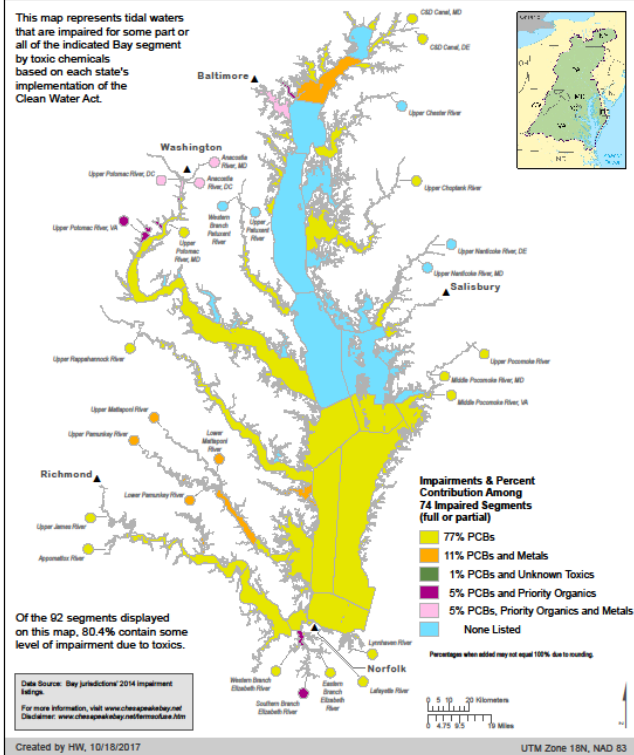 This map represents tidal waters
that are impaired for some part or
all of the indicated Bay segment
by toxic chemicals
based on each state's
implementation of the
Clean Water Act.
C&D Canal, MD
C&D Canal, DE
Baltimore
Upper Chester River
Washington
Anacostia
River, MD
Upper Potomac River, DC
Anacostia
River, DC
Upper Choptank River
Western
Branch
Patuxent
River
Upper
Patuxent
River
Upper Potomac River, VA
Upper
Potomac
River,
MD
Upper Nanticoke River, DE
Upper Nanticoke River, MD
Salisbury
Upper Rappahannock River
Upper Pocomoke River
Middle Pocomoke River, MD
Middle Pocomoke River, VA
Upper Mattaponi River
Upper Pamunkey River
Lower
Mattaponi
River
Richmond
Lower Pamunkey River
Upper James River
Appomattox River
Impairments & Percent
Contribution Among
74 Impaired Segments
(full or partial)
77% PCBs
11% PCBs and Metals
1% PCBs and Unknown Toxics
5% PCBs and Priority Organics
5% PCBs, Priority Organics and Metals
None Listed
Percentages when added may not equal 100% due to rounding.
Of the 92 segments displayed
on this map, 80.4% contain some
level of impairment due to toxics.
Lynnhaven River
Norfolk
Western Branch
Elizabeth River
Eastern
Branch
Elizabeth River
Lafayette River
Southern Branch
Elizabeth River
Data Source: Bay jurisdictions' 2014 impairment
listings.
For more information, visit www.chesapeakebay.net
Disclaimer: www.chesapeakebay.net/termsofuse.htm
0 5 10 20 Kilometers
0 4.75 9.5 19 Miles
Created by HW, 10/18/2017
UTM Zone 18N, NAD 83